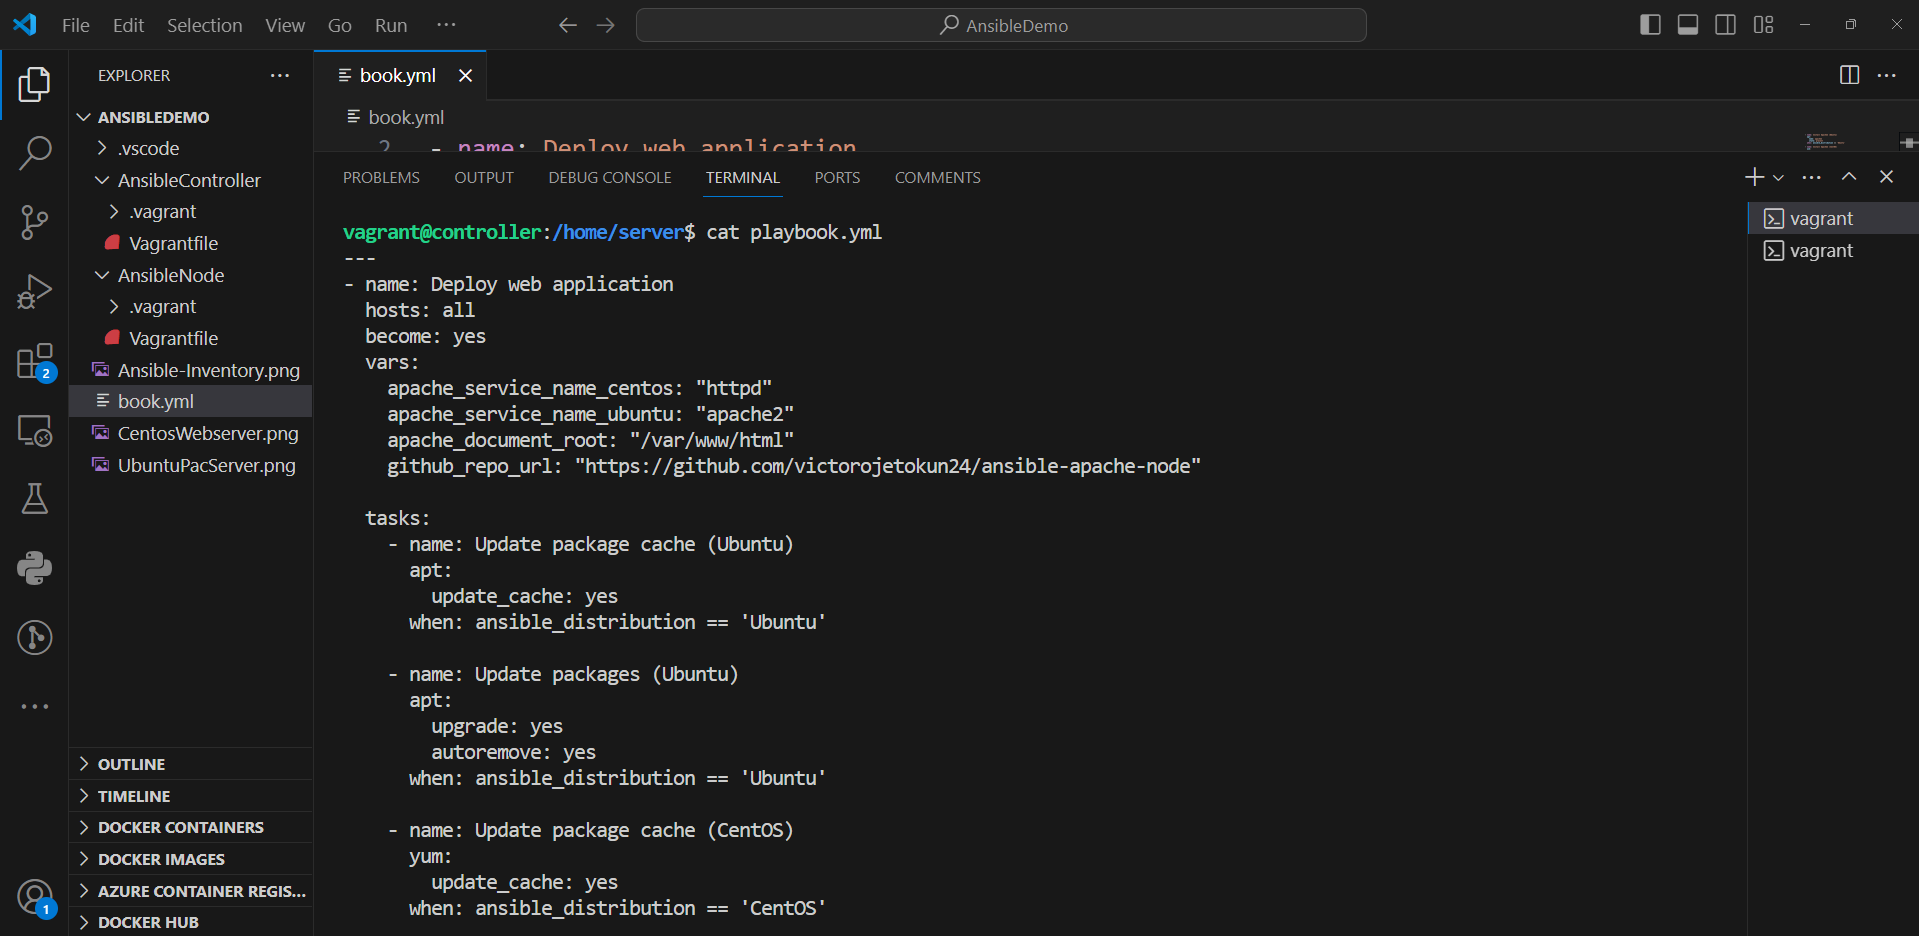 File Edit Selection View Go Run ···
AnsibleDemo
EXPLORER
ANSIBLEDEMO
.vscode
AnsibleController
.vagrant
Vagrantfile
AnsibleNode
.vagrant
Vagrantfile
Ansible-Inventory.png
book.yml
CentosWebserver.png
UbuntuPacServer.png
OUTLINE
TIMELINE
DOCKER CONTAINERS
DOCKER IMAGES
AZURE CONTAINER REGIS...
DOCKER HUB
2
1
book.yml
book.yml
2 - name: Deploy web application
PROBLEMS OUTPUT DEBUG CONSOLE TERMINAL PORTS COMMENTS
vagrant@controller:/home/server$ cat playbook.yml
---
- name: Deploy web application
  hosts: all
  become: yes
  vars:
    apache_service_name_centos: "httpd"
    apache_service_name_ubuntu: "apache2"
    apache_document_root: "/var/www/html"
    github_repo_url: "https://github.com/victorojetokun24/ansible-apache-node"
  tasks:
    - name: Update package cache (Ubuntu)
      apt:
        update_cache: yes
      when: ansible_distribution == 'Ubuntu'
    - name: Update packages (Ubuntu)
      apt:
        upgrade: yes
        autoremove: yes
      when: ansible_distribution == 'Ubuntu'
    - name: Update package cache (CentOS)
      yum:
        update_cache: yes
      when: ansible_distribution == 'CentOS'
vagrant
vagrant